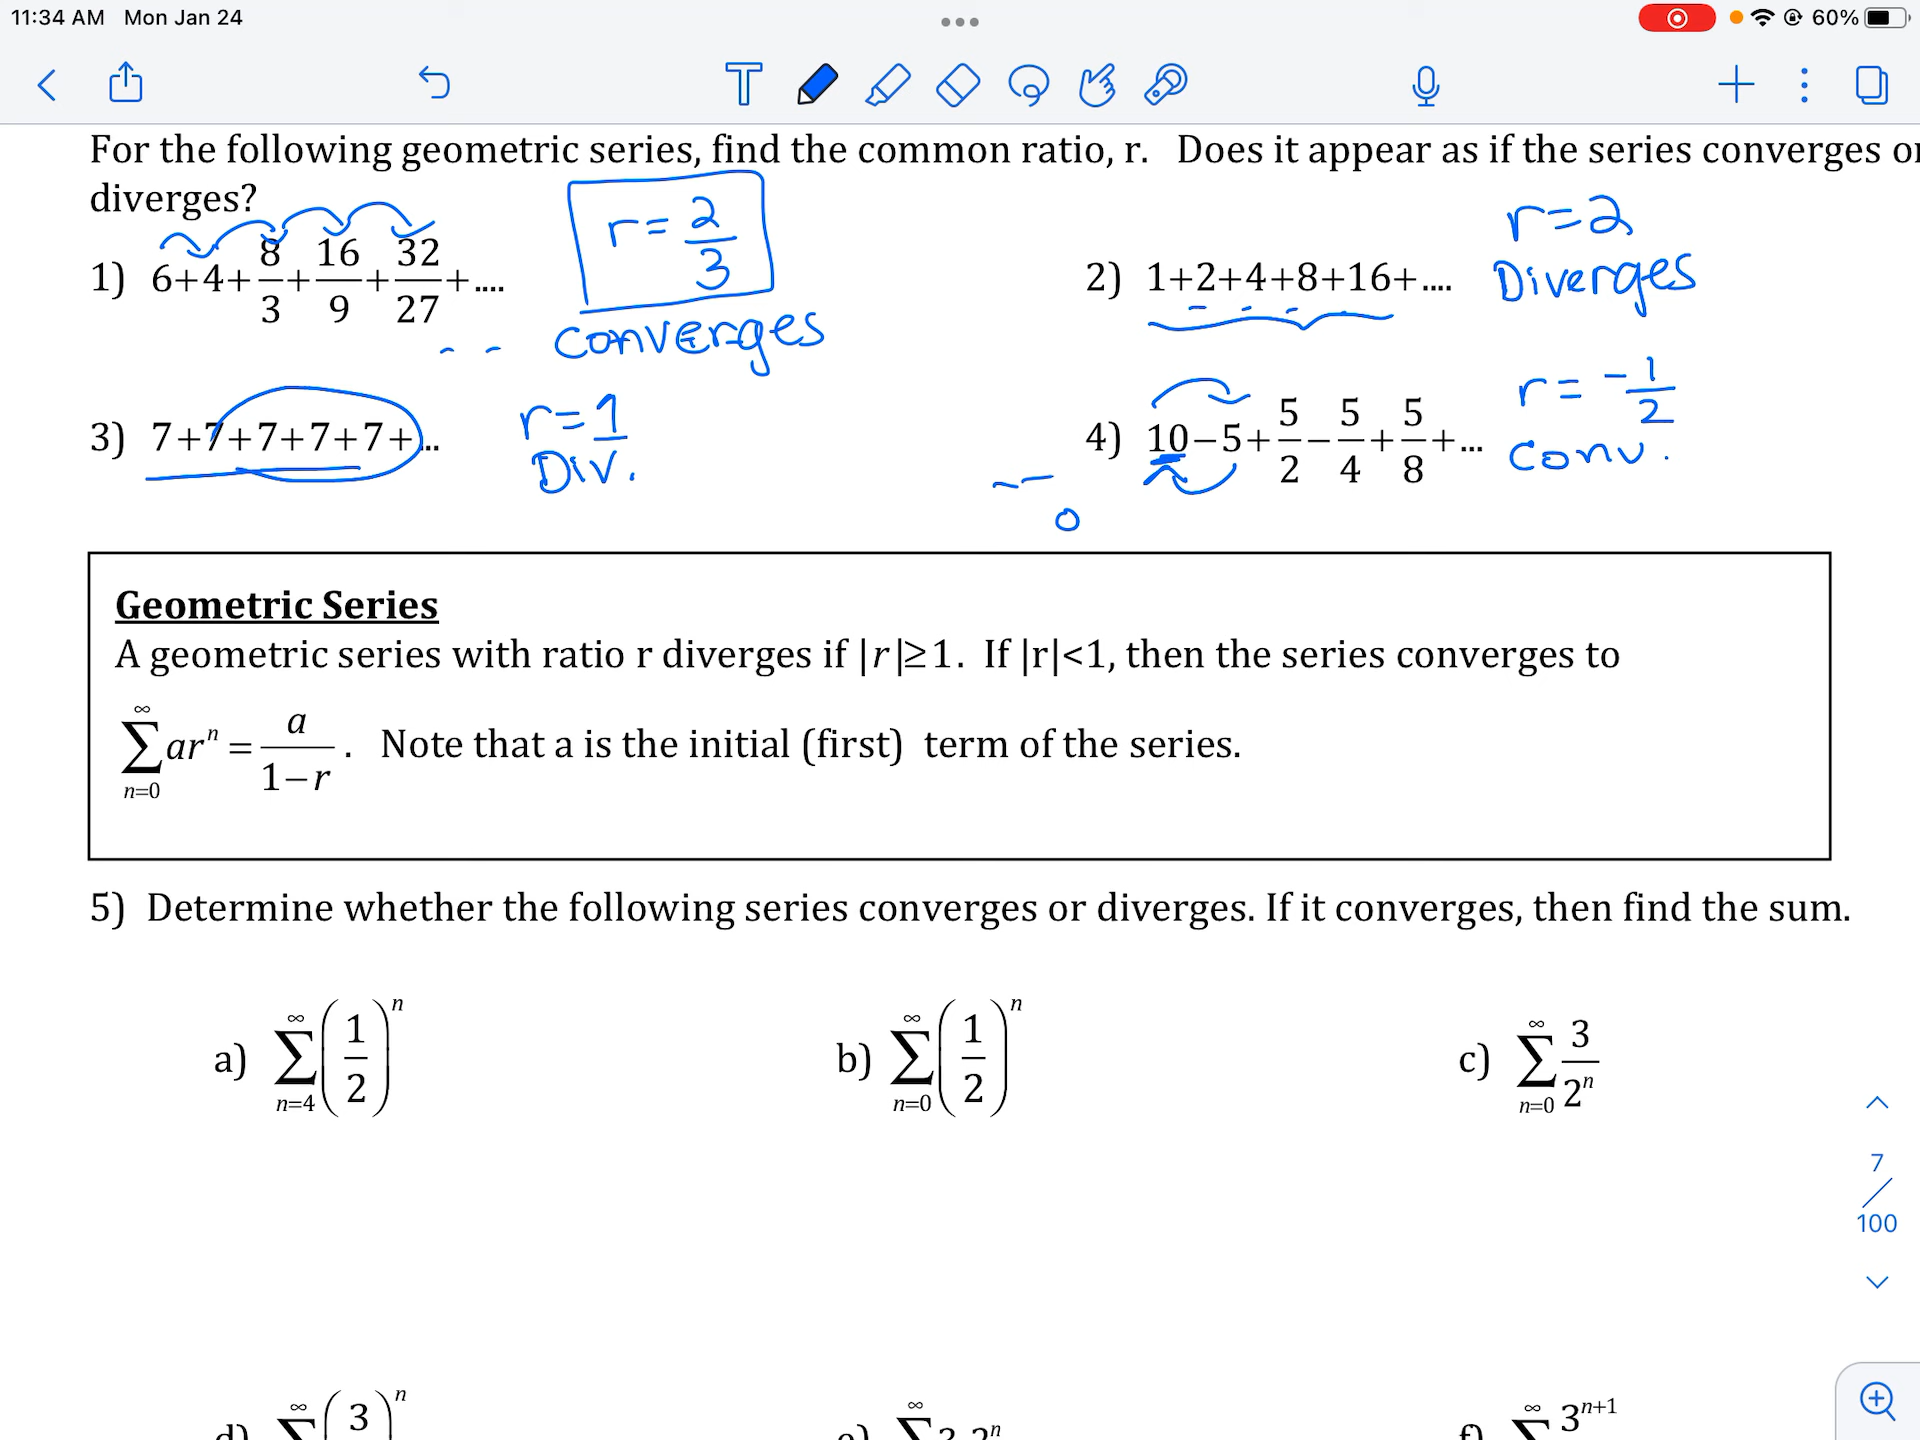 11:34 AM Mon Jan 24
60%
For the following geometric series, find the common ratio, r. Does it appear as if the series converges or
diverges?
1) 6+4+8/3+16/9+32/27+....
r=2/3
converges
2) 1+2+4+8+16+....
r=2
Diverges
3) 7+7+7+7+7+...
r=1
Div.
4) 10−5+5/2−5/4+5/8+...
r=-1/2
Conv.
0
Geometric Series
A geometric series with ratio r diverges if |r|≥1. If |r|<1, then the series converges to
∑_{n=0}^{∞} ar^n = a/(1−r). Note that a is the initial (first) term of the series.
5) Determine whether the following series converges or diverges. If it converges, then find the sum.
a) ∑_{n=4}^{∞} (1/2)^n
b) ∑_{n=0}^{∞} (1/2)^n
c) ∑_{n=0}^{∞} 3/2^n
7
/
100
d) ∑^{∞} (3)^n
e) ∑^{∞}
f) ∑^{∞} 3^{n+1}